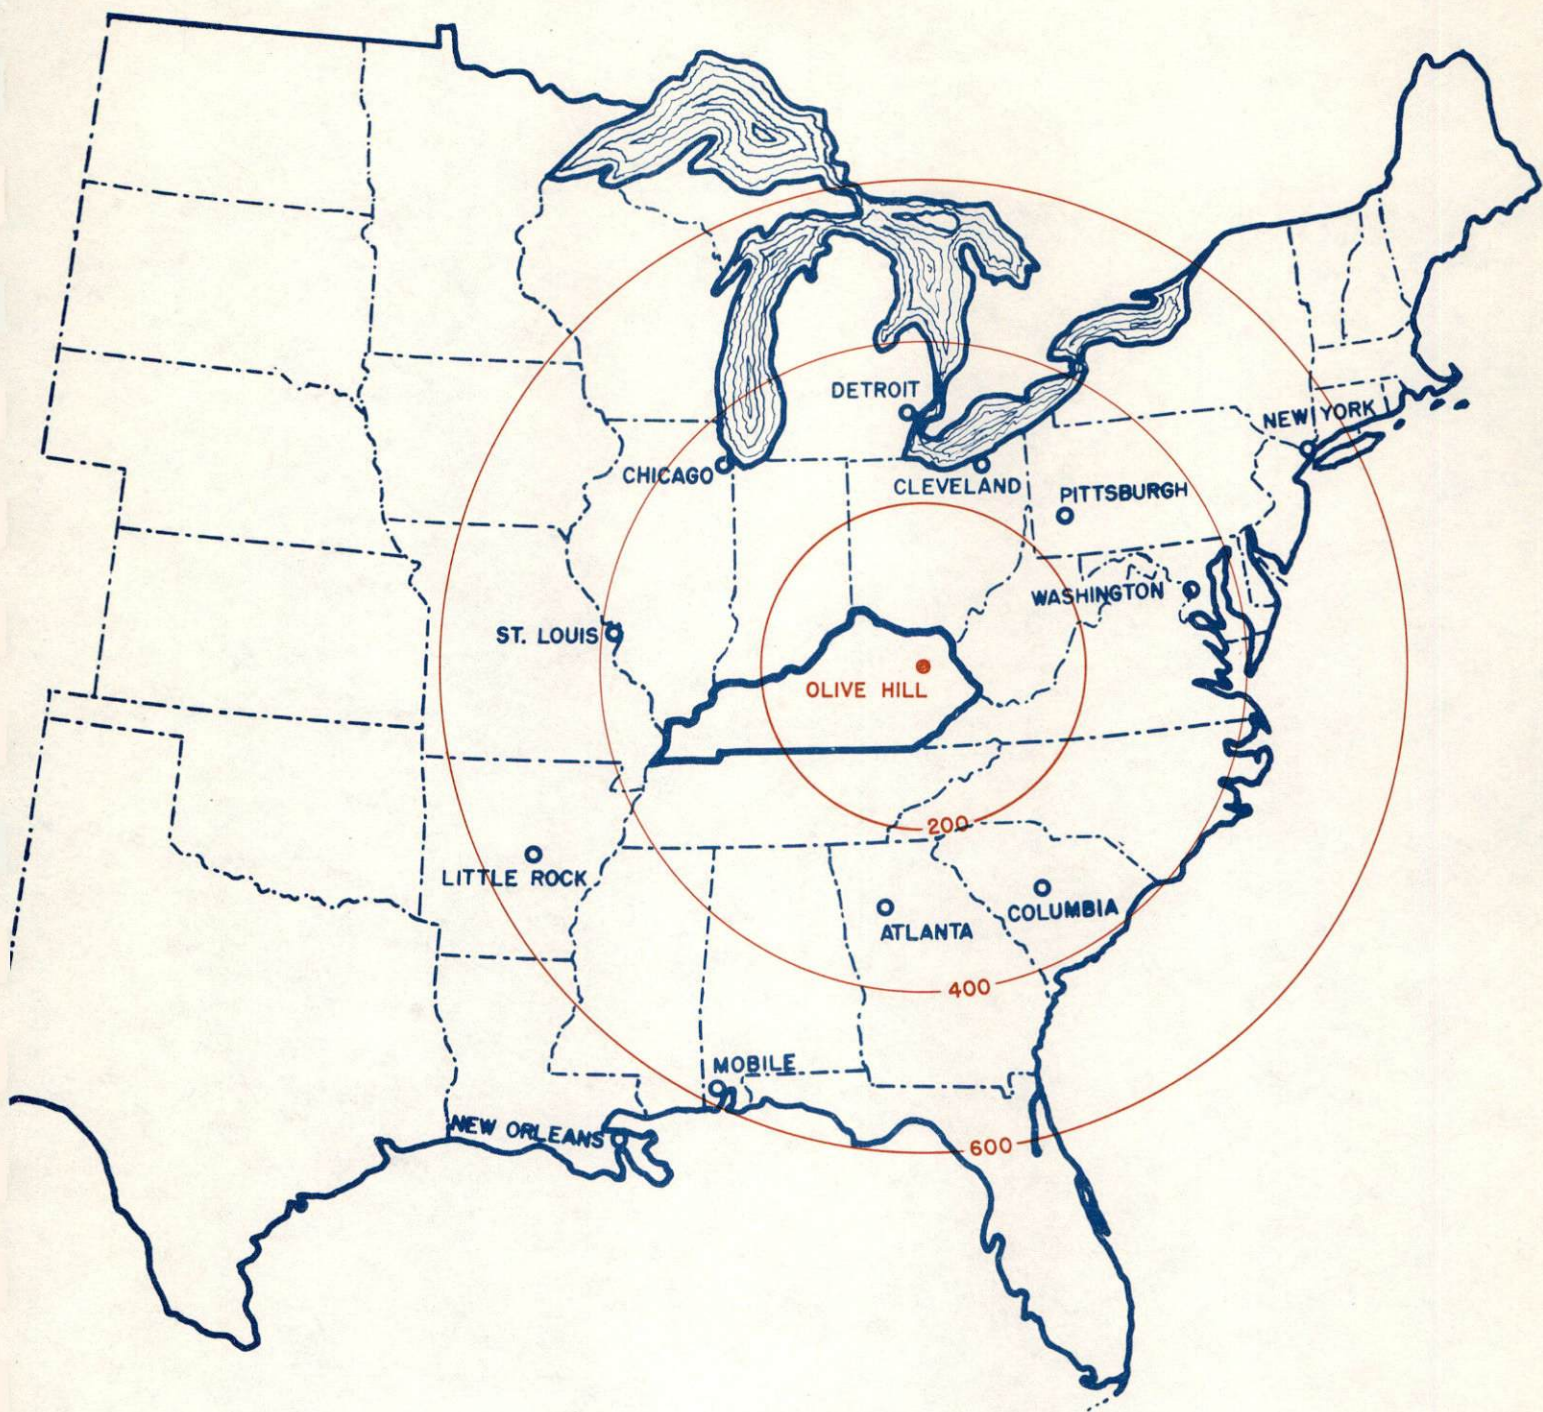 DETROIT
NEW YORK
CHICAGO
CLEVELAND
PITTSBURGH
WASHINGTON
ST. LOUIS
OLIVE HILL
200
LITTLE ROCK
COLUMBIA
ATLANTA
400
MOBILE
NEW ORLEANS
600